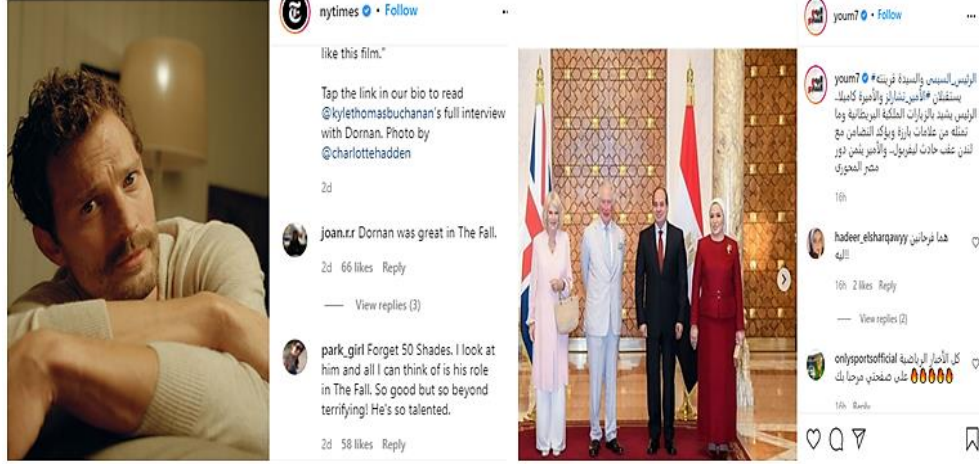 nytimes • Follow
like this film."
Tap the link in our bio to read
@kylethomasbuchanan's full interview
with Dornan. Photo by
@charlottehadden
2d
joan.r.r Dornan was great in The Fall.
2d 66 likes Reply
View replies (3)
park_girl Forget 50 Shades. I look at
him and all I can think of is his role
in The Fall. So good but so beyond
terrifying! He's so talented.
2d 58 likes Reply
youm7 • Follow
youm7 #الرئيس_السيسي والسيدة قرينته
يستقبلان #الأمير_تشارلز والأميرة كاميلا..
الرئيس يشيد بالزيارات الملكية البريطانية وما
تمثله من علامات بارزة ويؤكد التضامن مع
لندن عقب حادث ليفربول.. والأمير يثمن دور
مصر المحورى
16h
hadeer_elsharqawyy هما فرحانين
ليه!!
16h 2 likes Reply
View replies (2)
onlysportsofficial كل الأخبار الرياضية
على صفحتي مرحبا بك 🔥🔥🔥🔥🔥
16h Reply